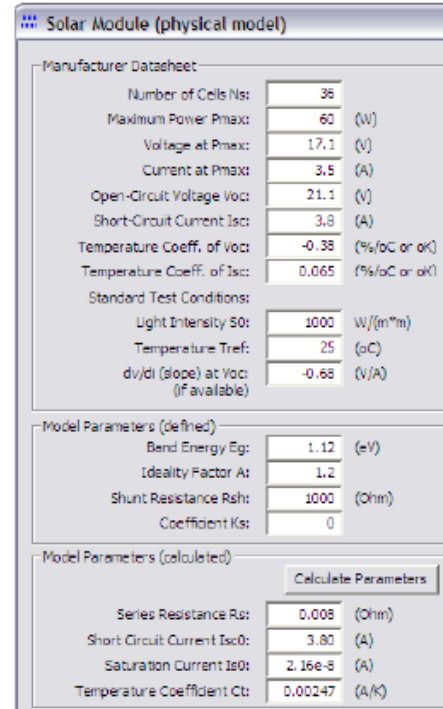 Solar Module (physical model)
Manufacturer Datasheet
Number of Cells Ns: 36
Maximum Power Pmax: 60 (W)
Voltage at Pmax: 17.1 (V)
Current at Pmax: 3.5 (A)
Open-Circuit Voltage Voc: 21.1 (V)
Short-Circuit Current Isc: 3.8 (A)
Temperature Coeff. of Voc: -0.38 (%/oC or oK)
Temperature Coeff. of Isc: 0.065 (%/oC or oK)
Standard Test Conditions:
Light Intensity S0: 1000 W/(m*m)
Temperature Tref: 25 (oC)
dv/di (slope) at Voc: -0.68 (V/A)
(if available)
Model Parameters (defined)
Band Energy Eg: 1.12 (eV)
Ideality Factor A: 1.2
Shunt Resistance Rsh: 1000 (Ohm)
Coefficient Ks: 0
Model Parameters (calculated)
Calculate Parameters
Series Resistance Rs: 0.008 (Ohm)
Short Circuit Current Isc0: 3.80 (A)
Saturation Current Is0: 2.16e-8 (A)
Temperature Coefficient Ct: 0.00247 (A/K)